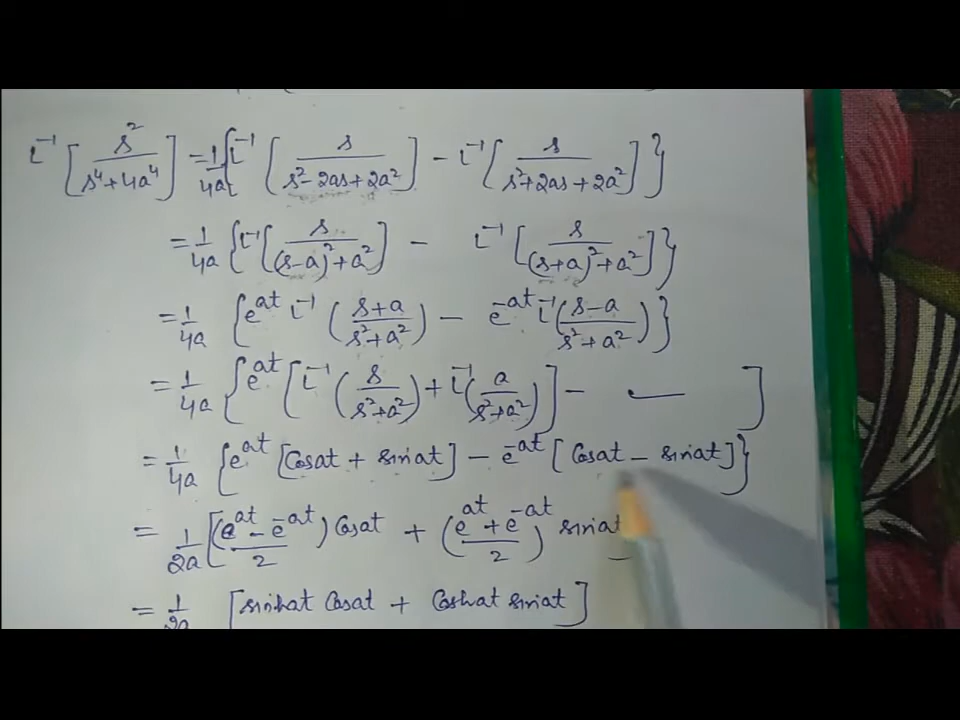 L⁻¹ [ s² / (s⁴+4a⁴) ] = 1/4a { L⁻¹ [ s / (s²-2as+2a²) ] - L⁻¹ [ s / (s²+2as+2a²) ] }
= 1/4a { L⁻¹ [ s / ((s-a)²+a²) ] - L⁻¹ [ s / ((s+a)²+a²) ] }
= 1/4a { e^at L⁻¹ ( (s+a) / (s²+a²) ) - e^-at L⁻¹ ( (s-a) / (s²+a²) ) }
= 1/4a { e^at [ L⁻¹ ( s / (s²+a²) ) + L⁻¹ ( a / (s²+a²) ) ] - — ]
= 1/4a { e^at [Cosat + sinat] - e^-at [Cosat - sinat] }
= 1/2a [ (e^at - e^-at)/2 ) Cosat + ( (e^at + e^-at)/2 ) sinat
= 1/2a [sinhat Cosat + Coshat sinat]